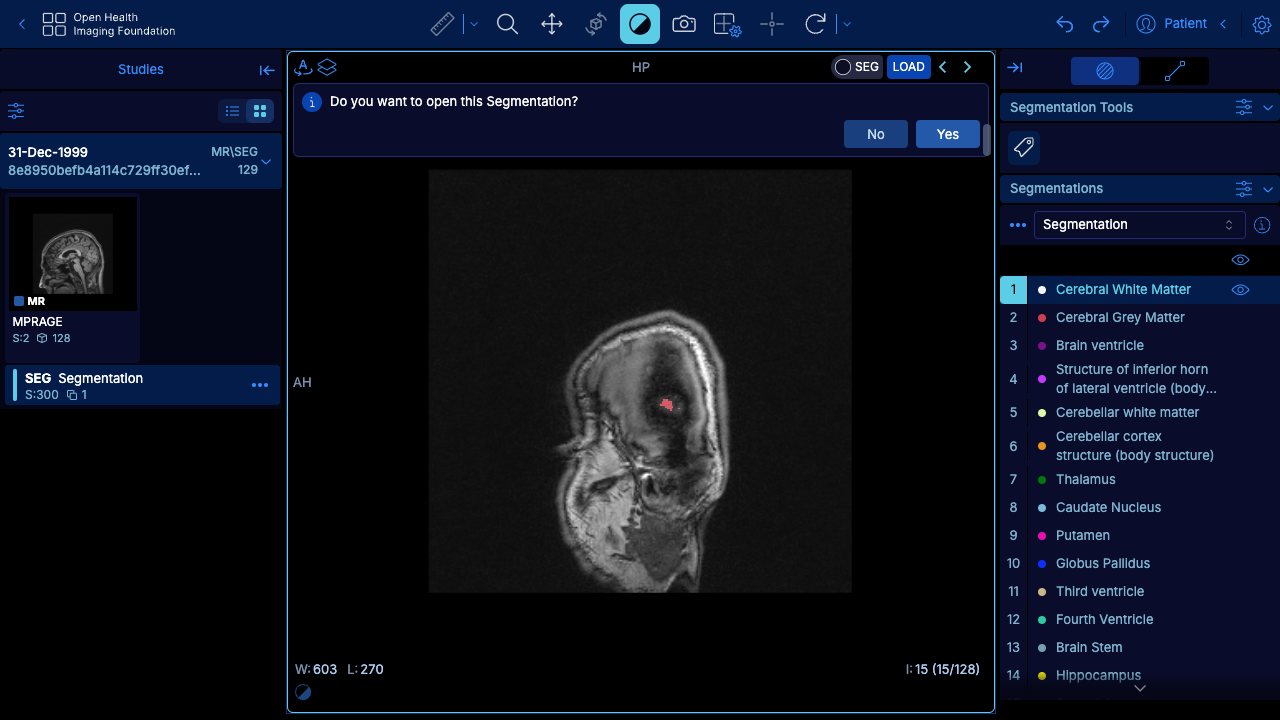 Open Health
Imaging Foundation
Patient
Studies
31-Dec-1999
MR\SEG
8e8950befb4a114c729ff30ef...
129
MR
MPRAGE
S:2
128
SEG Segmentation
S:300
1
HP
SEG
LOAD
Do you want to open this Segmentation?
No
Yes
AH
W: 603 L: 270
I: 15 (15/128)
Segmentation Tools
Segmentations
Segmentation
1 Cerebral White Matter
2 Cerebral Grey Matter
3 Brain ventricle
4 Structure of inferior horn
of lateral ventricle (body...
5 Cerebellar white matter
6 Cerebellar cortex
structure (body structure)
7 Thalamus
8 Caudate Nucleus
9 Putamen
10 Globus Pallidus
11 Third ventricle
12 Fourth Ventricle
13 Brain Stem
14 Hippocampus